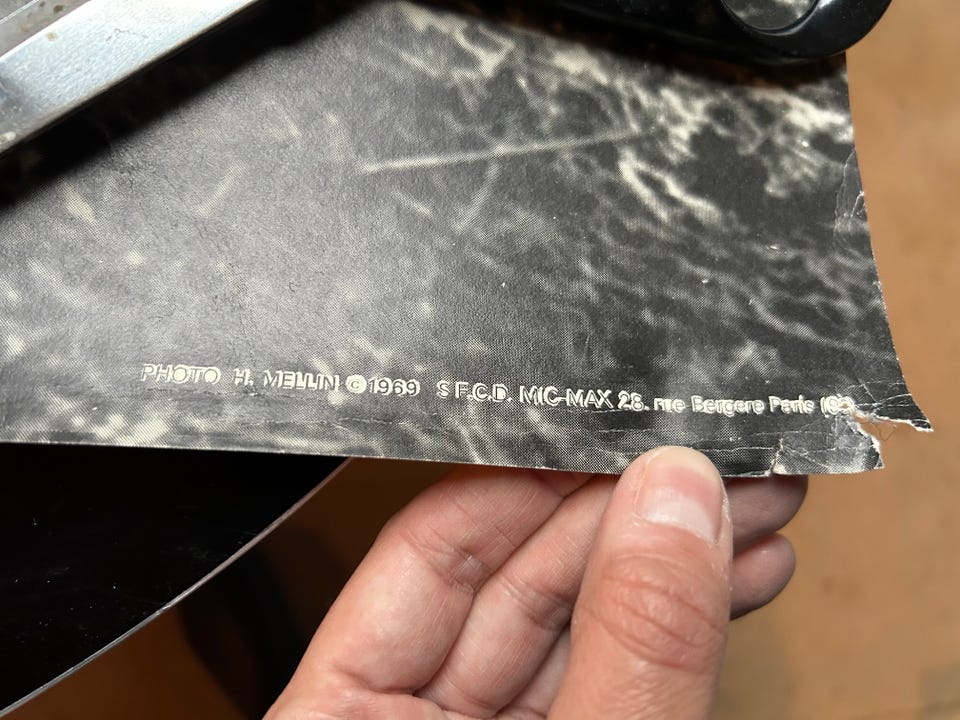 PHOTO H. MELLIN © 1969 S F.C.D. MIC-MAX 28. rue Bergere Paris